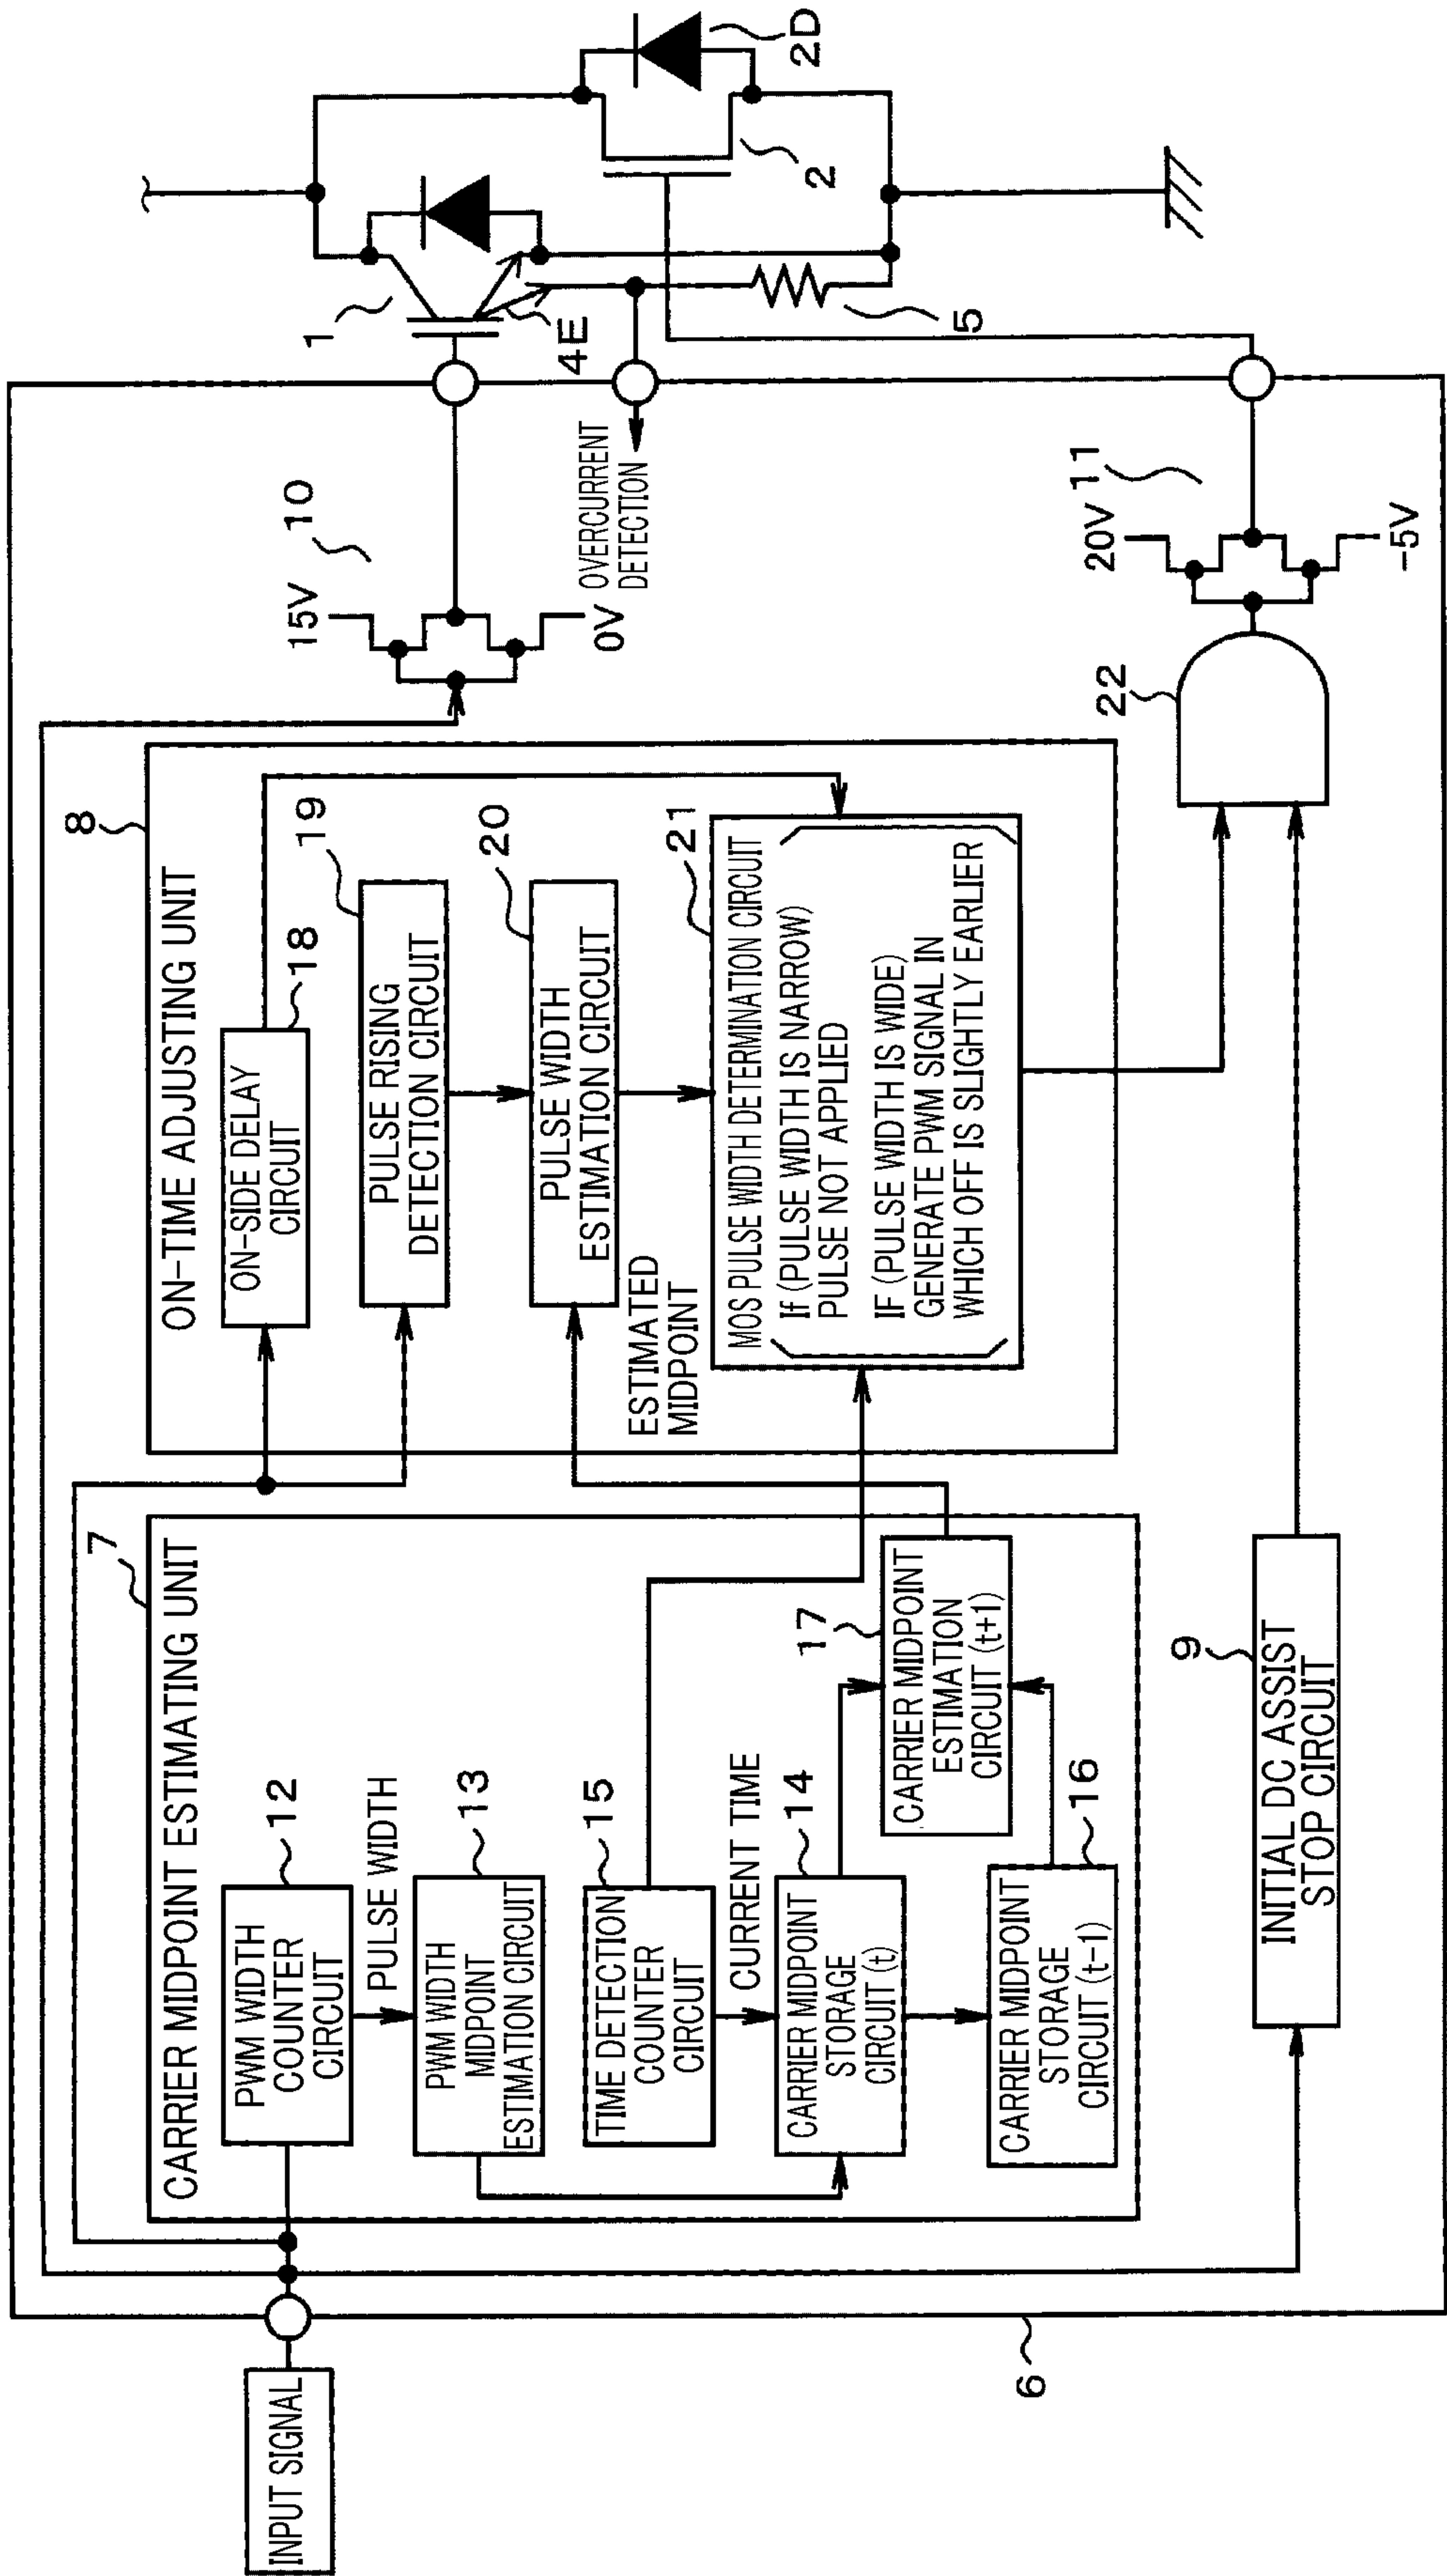 INPUT SIGNAL
6
7
CARRIER MIDPOINT ESTIMATING UNIT
PWM WIDTH
COUNTER
CIRCUIT
12
PULSE WIDTH
PWM WIDTH
MIDPOINT
ESTIMATION CIRCUIT
13
TIME DETECTION
COUNTER
CIRCUIT
15
CURRENT TIME
CARRIER MIDPOINT
STORAGE
CIRCUIT (t)
14
CARRIER MIDPOINT
STORAGE
CIRCUIT (t-1)
16
CARRIER MIDPOINT
ESTIMATION
CIRCUIT (t+1)
17
INITIAL DC ASSIST
STOP CIRCUIT
9
8
ON-TIME ADJUSTING UNIT
ON-SIDE DELAY
CIRCUIT
18
PULSE RISING
DETECTION CIRCUIT
19
PULSE WIDTH
ESTIMATION CIRCUIT
20
ESTIMATED
MIDPOINT
MOS PULSE WIDTH DETERMINATION CIRCUIT
If (PULSE WIDTH IS NARROW)
PULSE NOT APPLIED
IF (PULSE WIDTH IS WIDE)
GENERATE PWM SIGNAL IN
WHICH OFF IS SLIGHTLY EARLIER
21
22
15V
10
0V
OVERCURRENT
DETECTION
20V
11
-5V
1
4E
5
2
2D